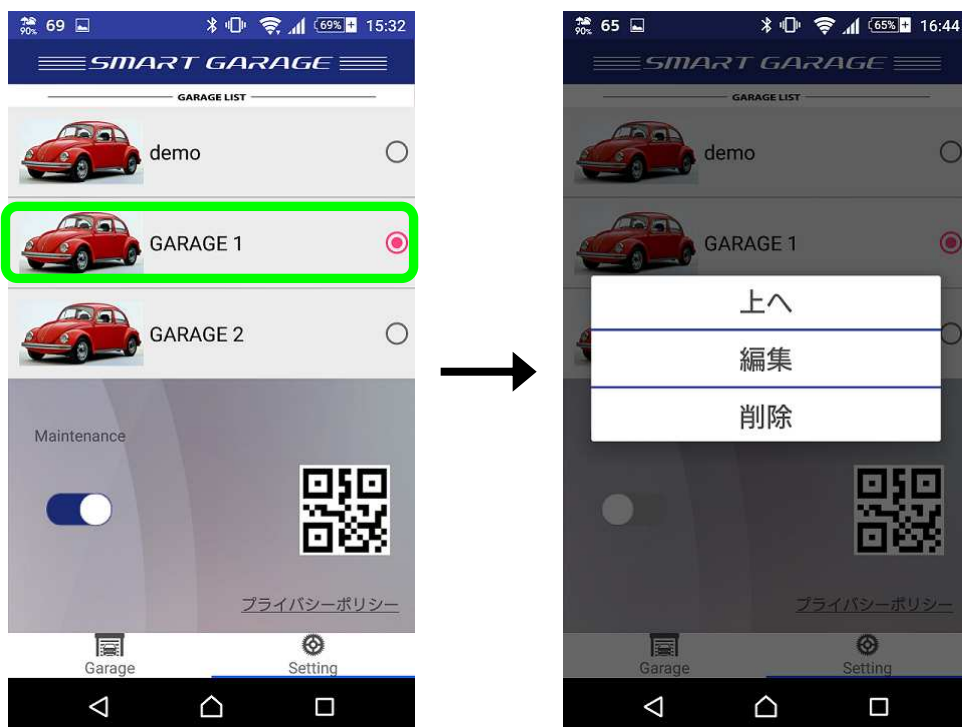 90% 69 69% 15:32
SMART GARAGE
GARAGE LIST
demo
GARAGE 1
GARAGE 2
Maintenance
プライバシーポリシー
Garage Setting
90% 65 65% 16:44
SMART GARAGE
GARAGE LIST
demo
GARAGE 1
上へ
編集
削除
プライバシーポリシー
Garage Setting